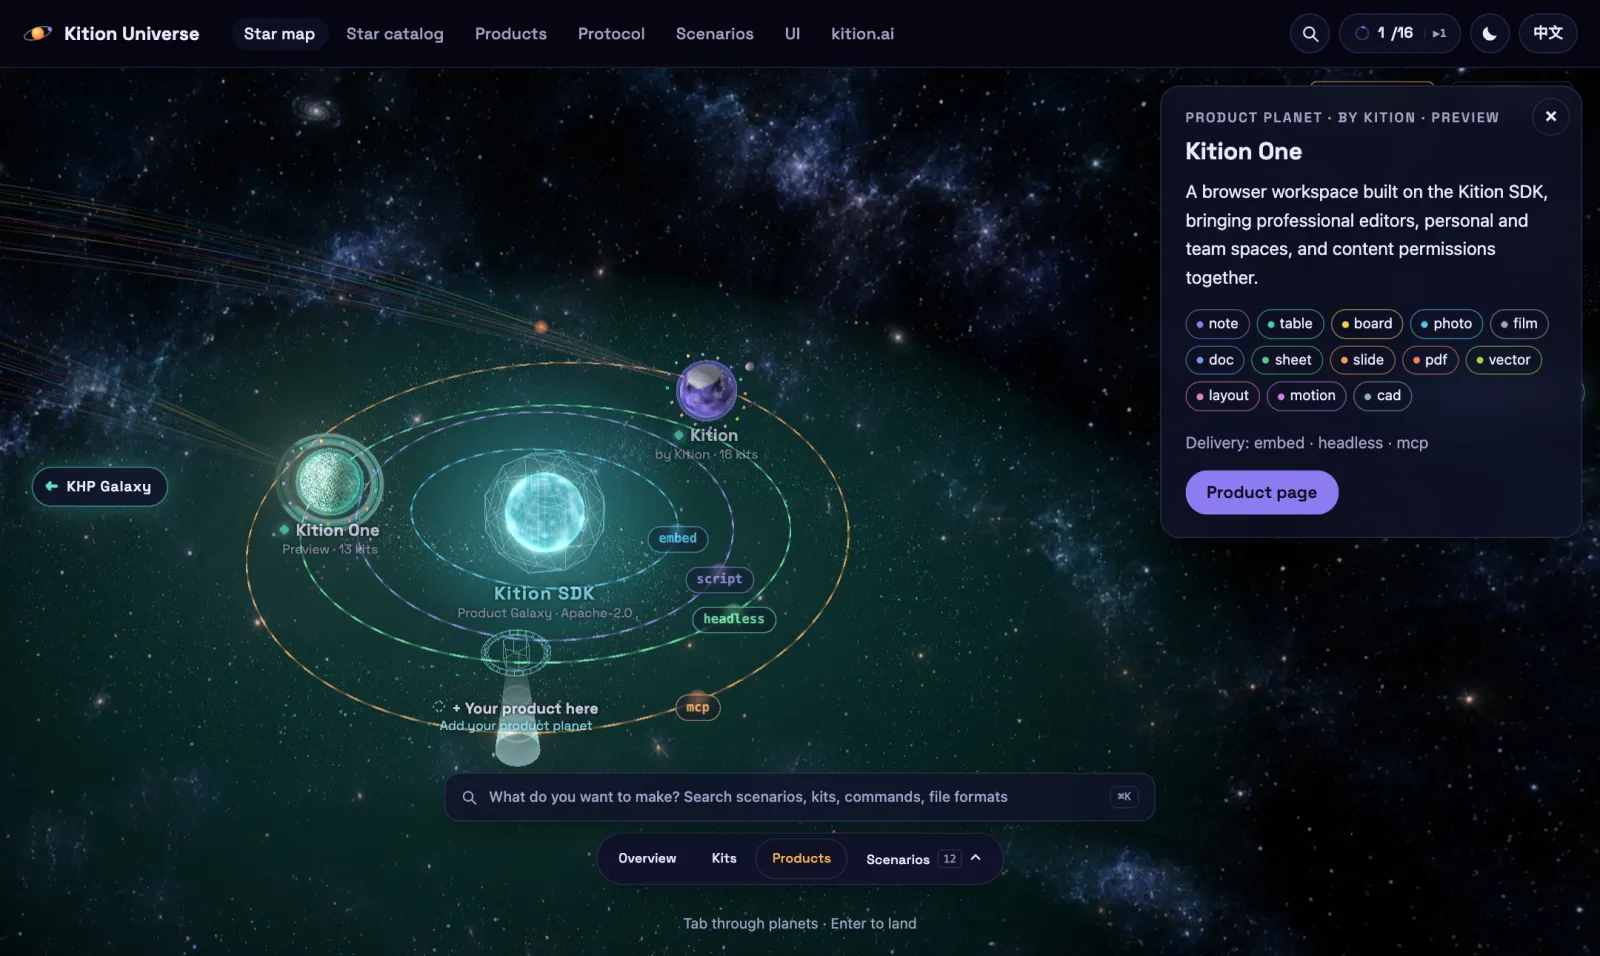 Kition Universe
Star map
Star catalog
Products
Protocol
Scenarios
UI
kition.ai
1 /16 ▸1
中文
PRODUCT PLANET · BY KITION · PREVIEW
Kition One
A browser workspace built on the Kition SDK,
bringing professional editors, personal and
team spaces, and content permissions
together.
note table board photo film
doc sheet slide pdf vector
layout motion cad
Delivery: embed · headless · mcp
Product page
KHP Galaxy
Kition
by Kition · 16 kits
Kition One
Preview · 13 kits
embed
script
headless
mcp
Kition SDK
Product Galaxy · Apache-2.0
+ Your product here
Add your product planet
What do you want to make? Search scenarios, kits, commands, file formats
⌘K
Overview
Kits
Products
Scenarios 12
Tab through planets · Enter to land